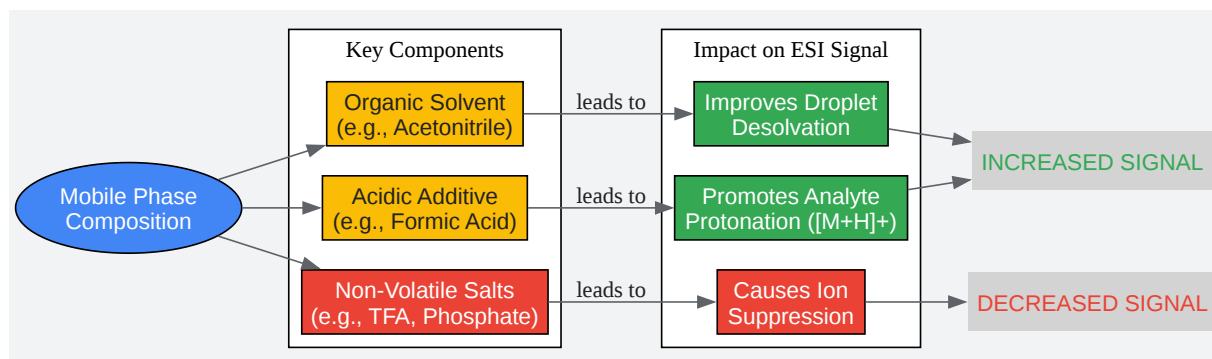 Key Components
Impact on ESI Signal
Organic Solvent
(e.g., Acetonitrile)
leads to
Improves Droplet
Desolvation
INCREASED SIGNAL
Mobile Phase
Composition
Acidic Additive
(e.g., Formic Acid)
leads to
Promotes Analyte
Protonation ([M+H]+)
Non-Volatile Salts
(e.g., TFA, Phosphate)
leads to
Causes Ion
Suppression
DECREASED SIGNAL